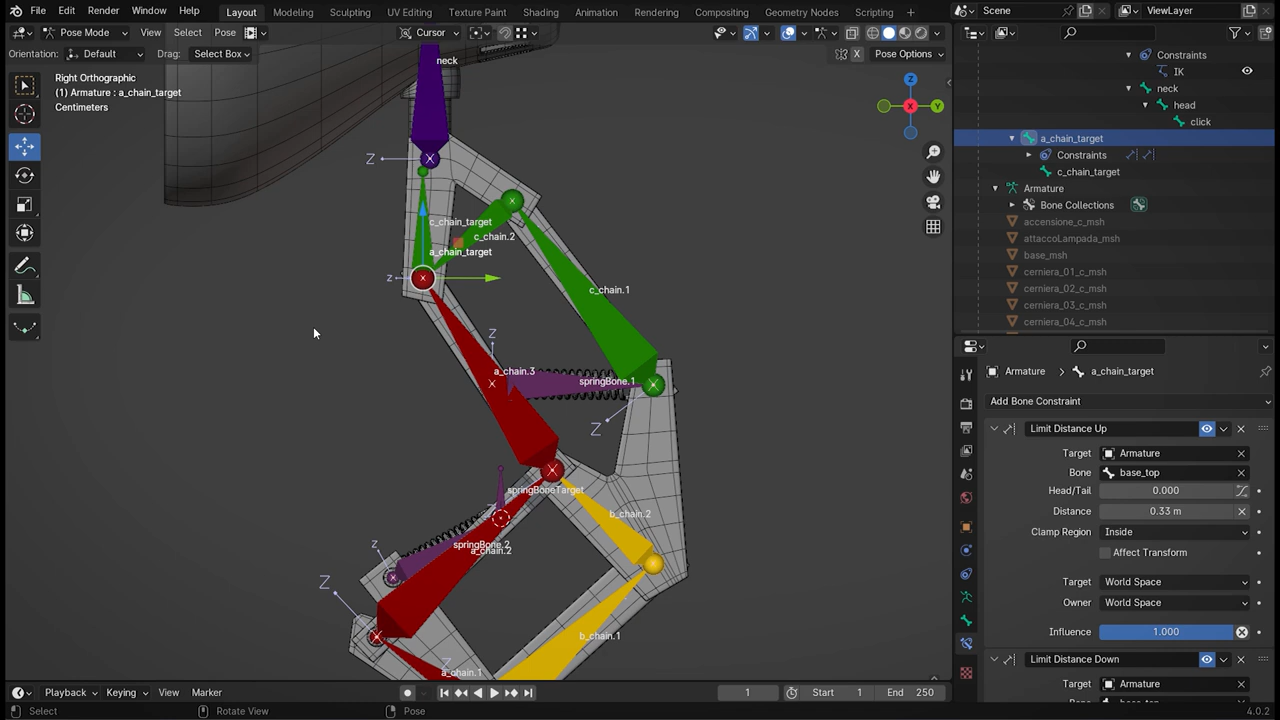 File Edit Render Window Help
Layout Modeling Sculpting UV Editing Texture Paint Shading Animation Rendering Compositing Geometry Nodes Scripting +
Scene
ViewLayer
Pose Mode View Select Pose
Cursor
Orientation: Default Drag: Select Box
X Pose Options
Right Orthographic
(1) Armature : a_chain_target
Centimeters
neck
Z
X
Y
Z
c_chain_target
c_chain.2
a_chain_target
z
c_chain.1
Z
a_chain.3
springBone.1
Z
springBoneTarget
b_chain.2
z
springBone.2
a_chain.2
Z
b_chain.1
Z
a_chain.1
Constraints
IK
neck
head
click
a_chain_target
Constraints
c_chain_target
Armature
Bone Collections
accensione_c_msh
attaccoLampada_msh
base_msh
cerniera_01_c_msh
cerniera_02_c_msh
cerniera_03_c_msh
cerniera_04_c_msh
Armature > a_chain_target
Add Bone Constraint
Limit Distance Up
Target Armature
Bone base_top
Head/Tail 0.000
Distance 0.33 m
Clamp Region Inside
Affect Transform
Target World Space
Owner World Space
Influence 1.000
Limit Distance Down
Target Armature
Playback Keying View Marker
1 Start 1 End 250
Select Rotate View Pose
4.0.2